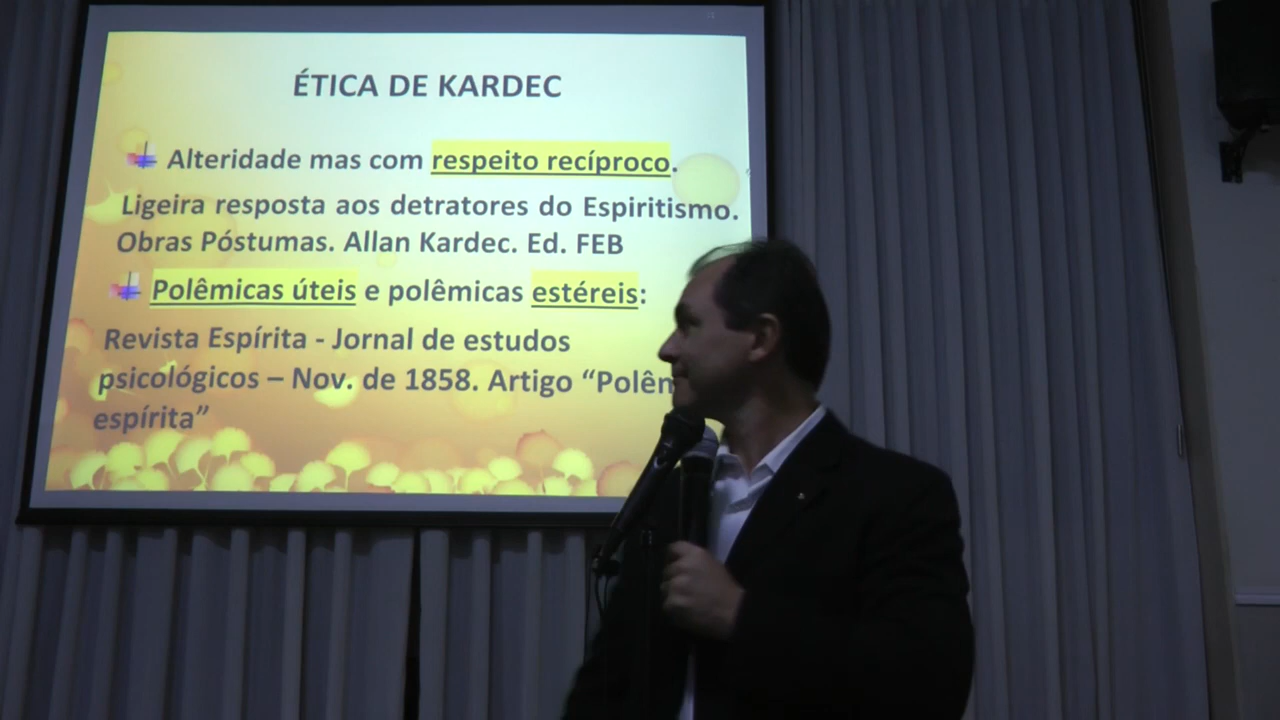 ÉTICA DE KARDEC
Alteridade mas com respeito recíproco.
Ligeira resposta aos detratores do Espiritismo.
Obras Póstumas. Allan Kardec. Ed. FEB
Polêmicas úteis e polêmicas estéreis:
Revista Espírita - Jornal de estudos
psicológicos – Nov. de 1858. Artigo “Polêm
espírita”